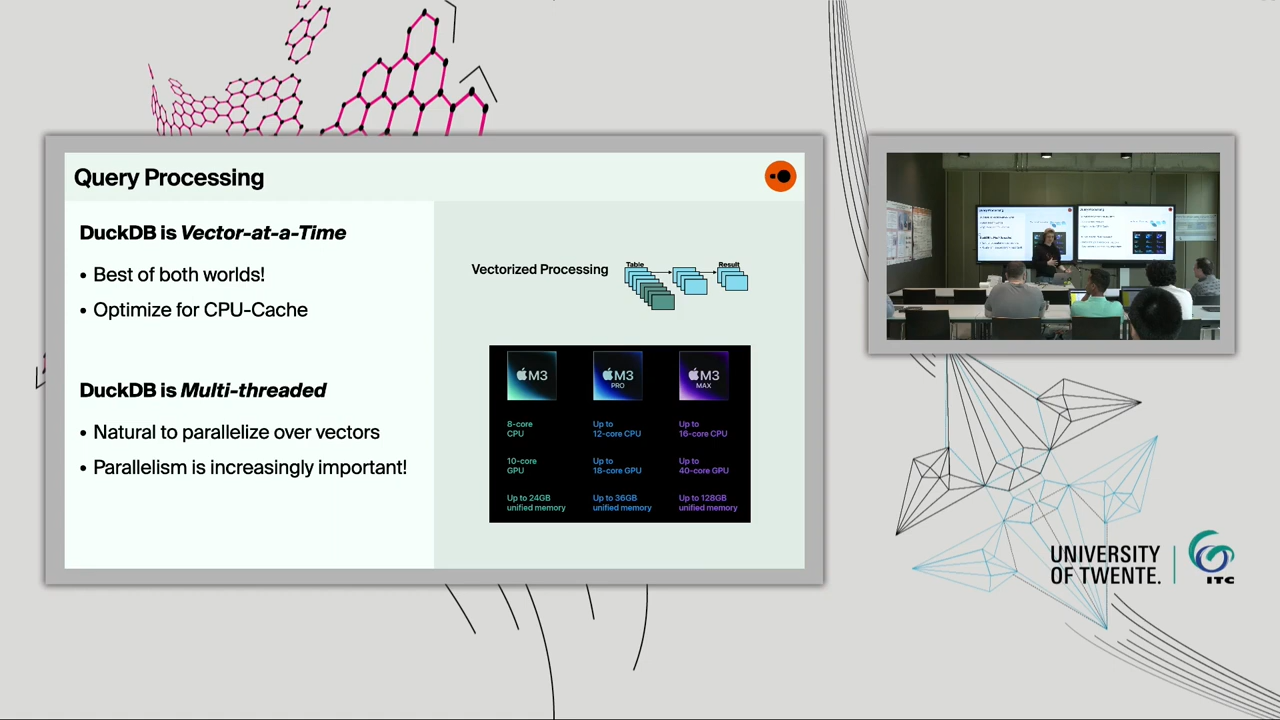 Query Processing
DuckDB is Vector-at-a-Time
• Best of both worlds!
• Optimize for CPU-Cache
DuckDB is Multi-threaded
• Natural to parallelize over vectors
• Parallelism is increasingly important!
Vectorized Processing
Table
Result
M3
M3
PRO
M3
MAX
8-core
CPU
Up to
12-core CPU
Up to
16-core CPU
10-core
GPU
Up to
18-core GPU
Up to
40-core GPU
Up to 24GB
unified memory
Up to 36GB
unified memory
Up to 128GB
unified memory
UNIVERSITY
OF TWENTE.
ITC